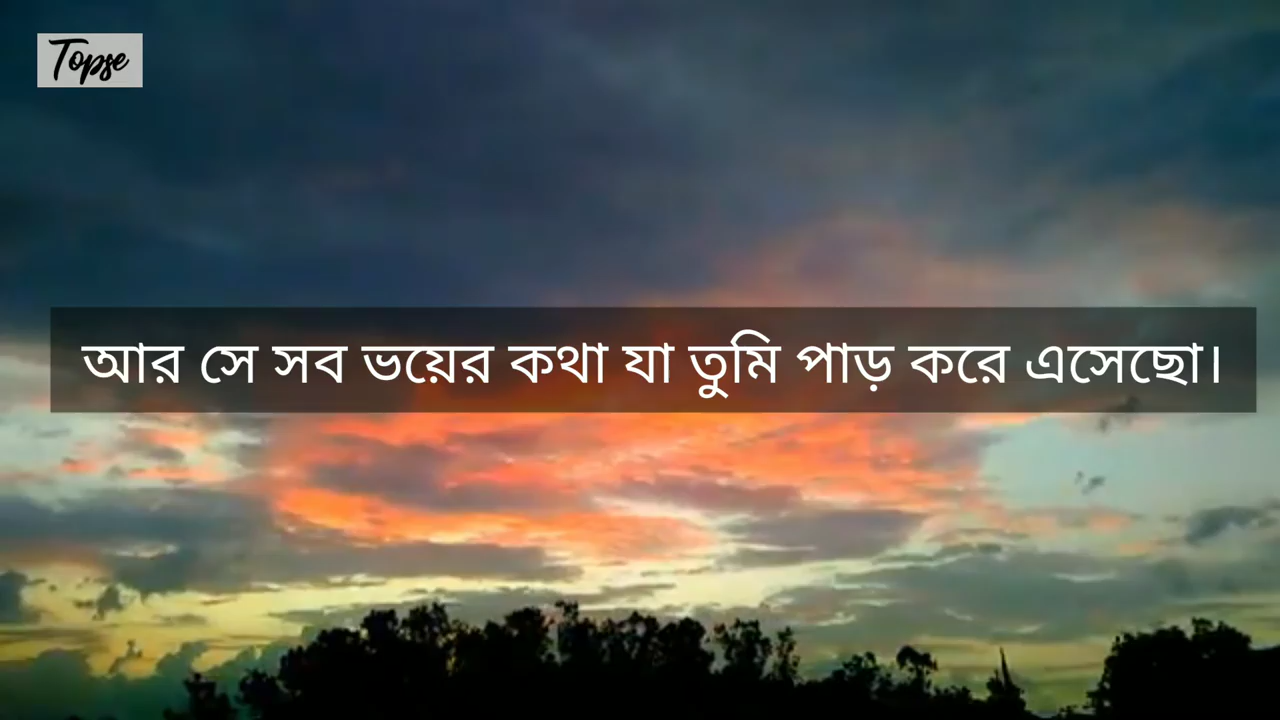 Topse
আর সে সব ভয়ের কথা যা তুমি পাড় করে এসেছো।